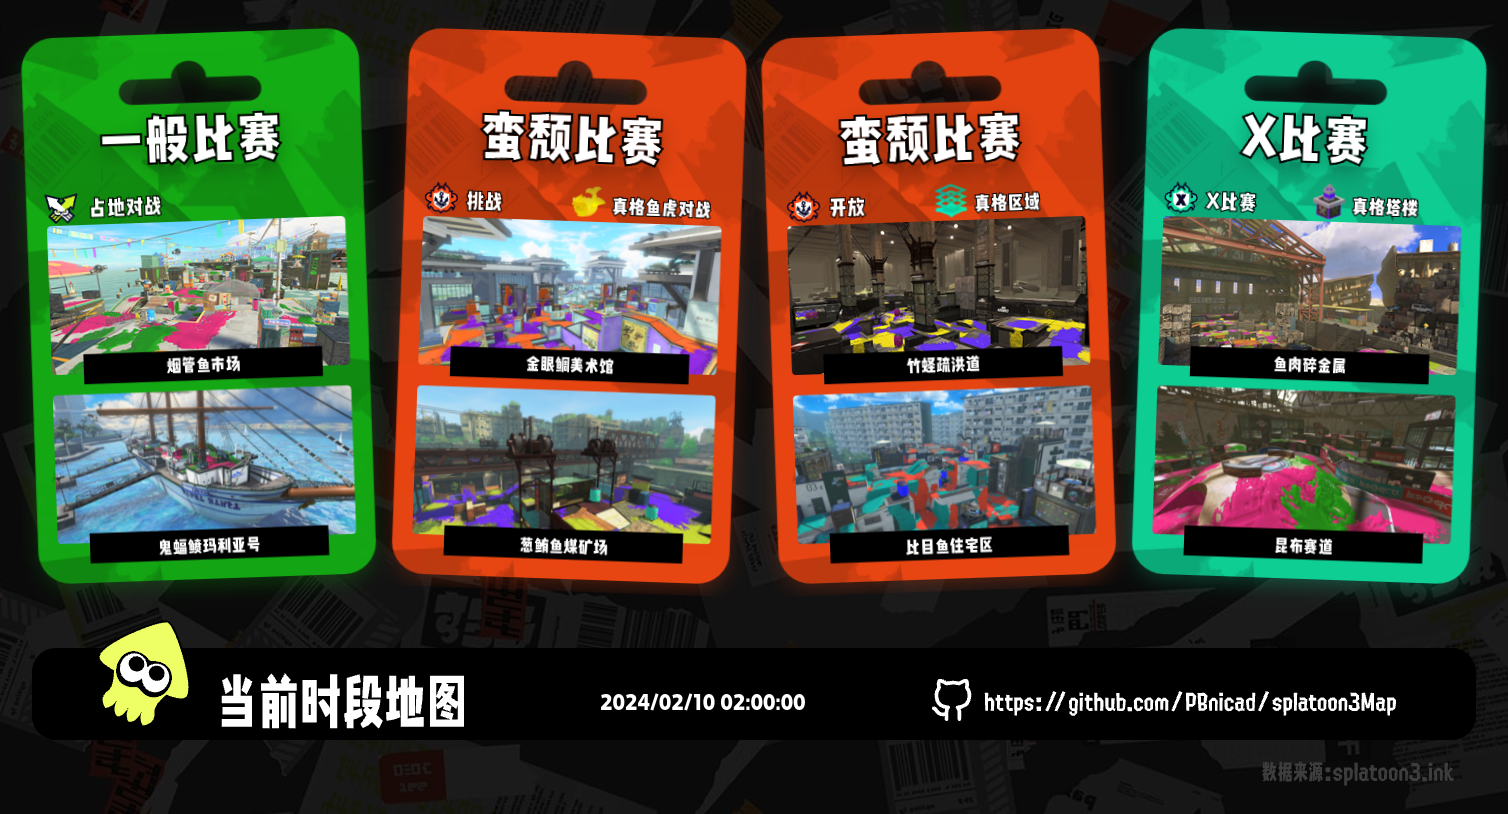 一般比赛
占地对战
烟管鱼市场
鬼蝠鲼玛利亚号
蛮颓比赛
挑战
真格鱼虎对战
金眼鲷美术馆
葱鲔鱼煤矿场
蛮颓比赛
开放
真格区域
竹蛏疏洪道
比目鱼住宅区
X比赛
X比赛
真格塔楼
鱼肉碎金属
昆布赛道
当前时段地图
2024/02/10 02:00:00
https://github.com/PBnicad/splatoon3Map
数据来源:splatoon3.ink